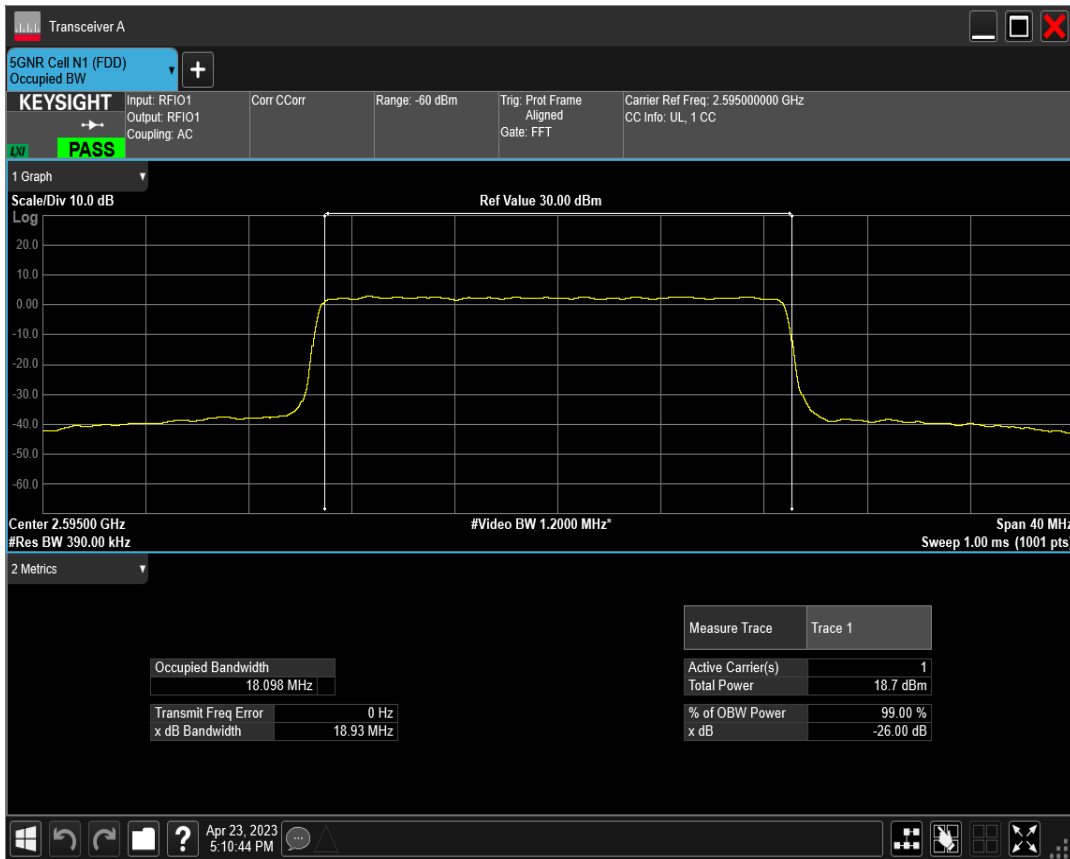 Transceiver A
5GNR Cell N1 (FDD)
Occupied BW
+
KEYSIGHT
LXI
PASS
Input: RFIO1
Output: RFIO1
Coupling: AC
Corr CCorr
Range: -60 dBm
Trig: Prot Frame
Aligned
Gate: FFT
Carrier Ref Freq: 2.595000000 GHz
CC Info: UL, 1 CC
1 Graph
Scale/Div 10.0 dB
Ref Value 30.00 dBm
Log
20.0
10.0
0.00
-10.0
-20.0
-30.0
-40.0
-50.0
-60.0
Center 2.59500 GHz
#Video BW 1.2000 MHz*
Span 40 MHz
#Res BW 390.00 kHz
Sweep 1.00 ms (1001 pts)
2 Metrics
Measure Trace Trace 1
Occupied Bandwidth
18.098 MHz
Transmit Freq Error 0 Hz
x dB Bandwidth 18.93 MHz
Active Carrier(s) 1
Total Power 18.7 dBm
% of OBW Power 99.00 %
x dB -26.00 dB
?
Apr 23, 2023
5:10:44 PM